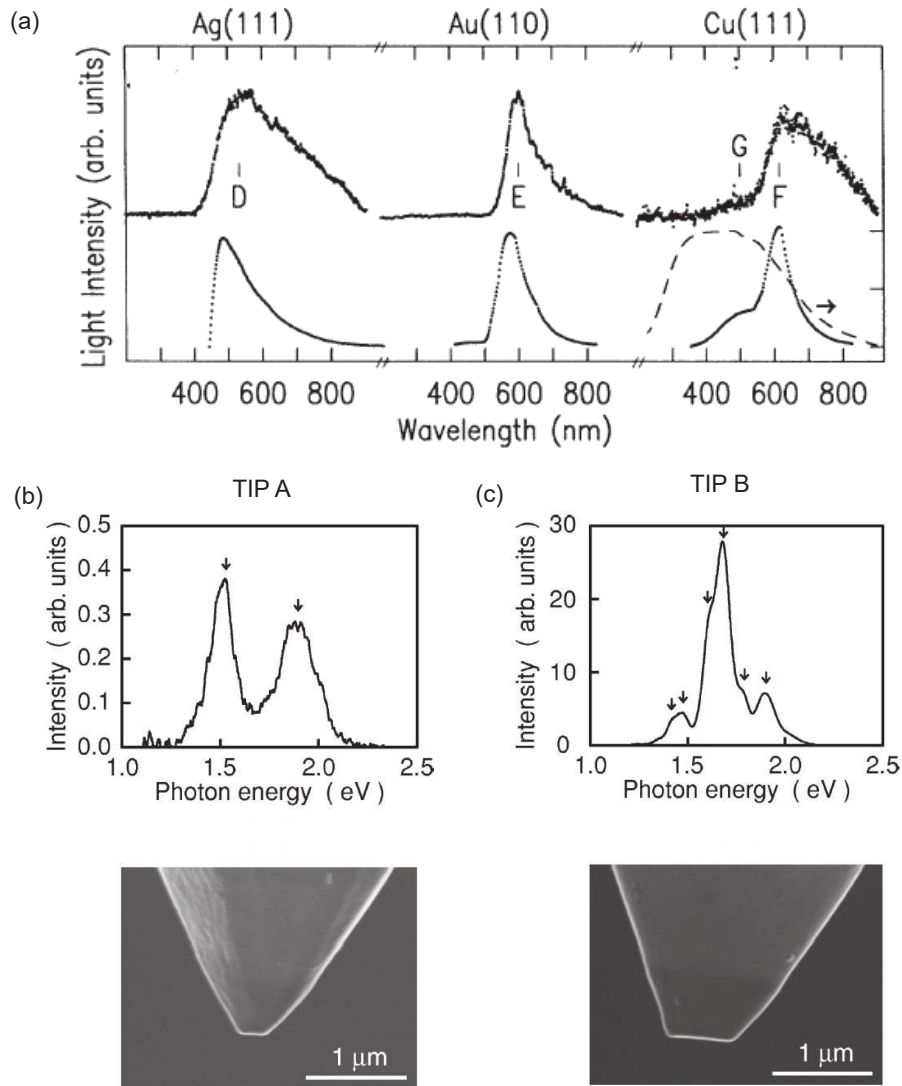 (a)
Ag(111) Au(110) Cu(111)
Light Intensity (arb. units)
D E G F
400 600 800 400 600 800 400 600 800
Wavelength (nm)
(b) TIP A
Intensity ( arb. units )
0.5
0.4
0.3
0.2
0.1
0.0
1.0 1.5 2.0 2.5
Photon energy ( eV )
(c) TIP B
Intensity ( arb. units )
30
20
10
0
1.0 1.5 2.0 2.5
Photon energy ( eV )
1 μm
1 μm